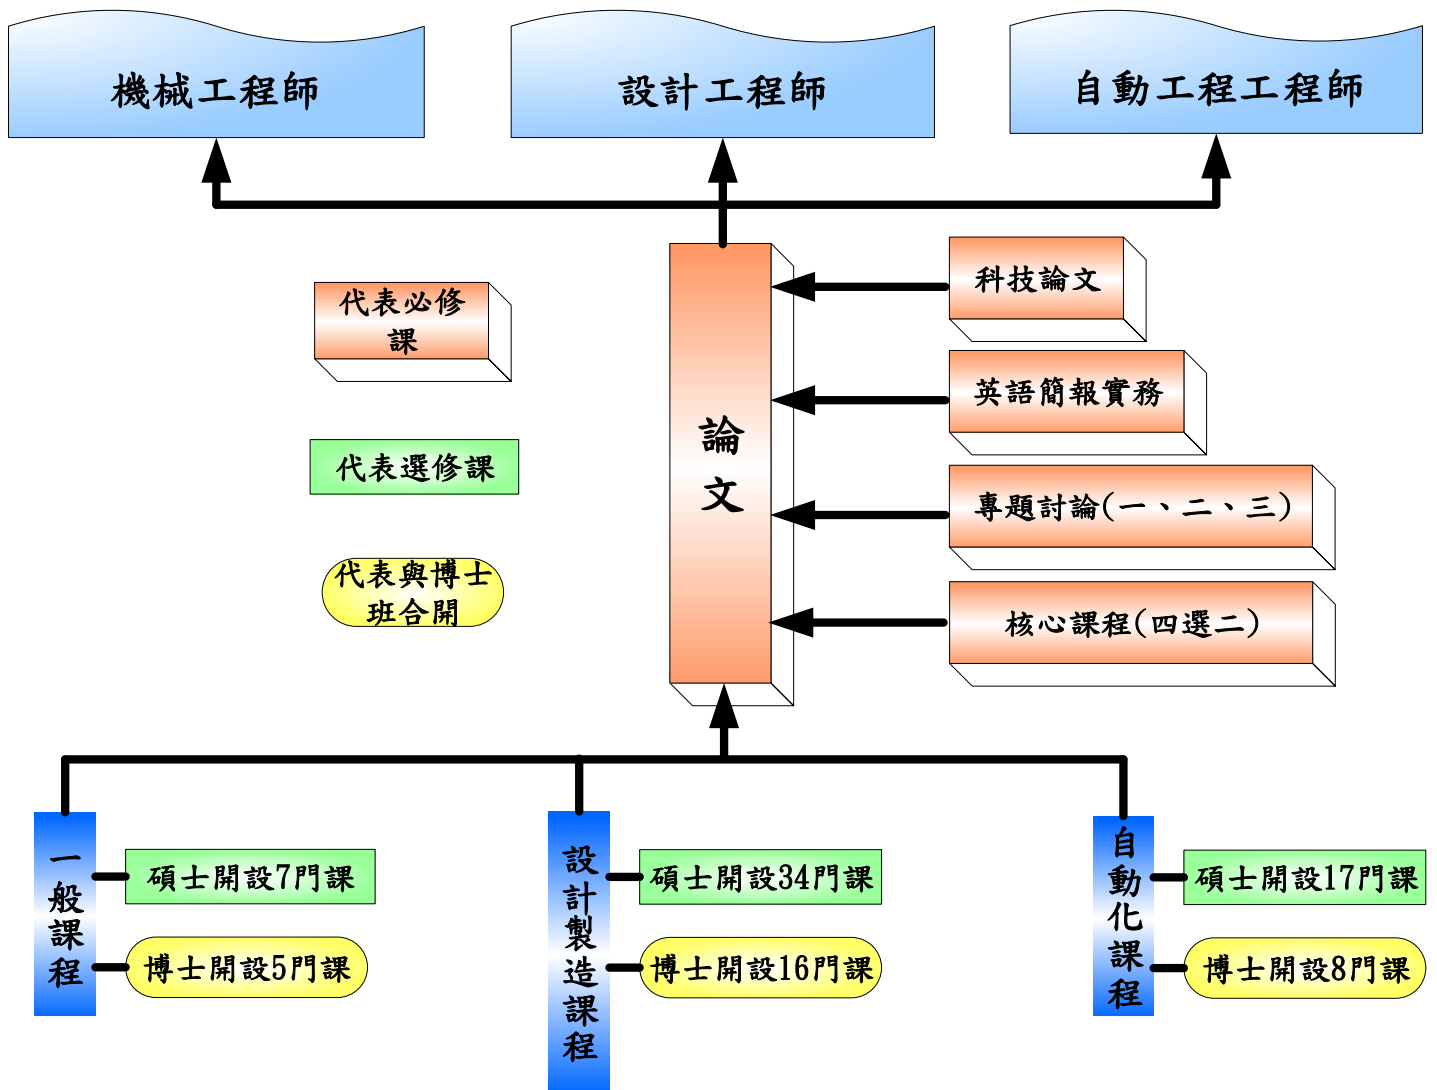 機械工程師
設計工程師
自動工程工程師
代表必修
課
代表選修課
代表與博士
班合開
論
文
科技論文
英語簡報實務
專題討論(一、二、三)
核心課程(四選二)
一般課程
碩士開設7門課
博士開設5門課
設計製造課程
碩士開設34門課
博士開設16門課
自動化課程
碩士開設17門課
博士開設8門課